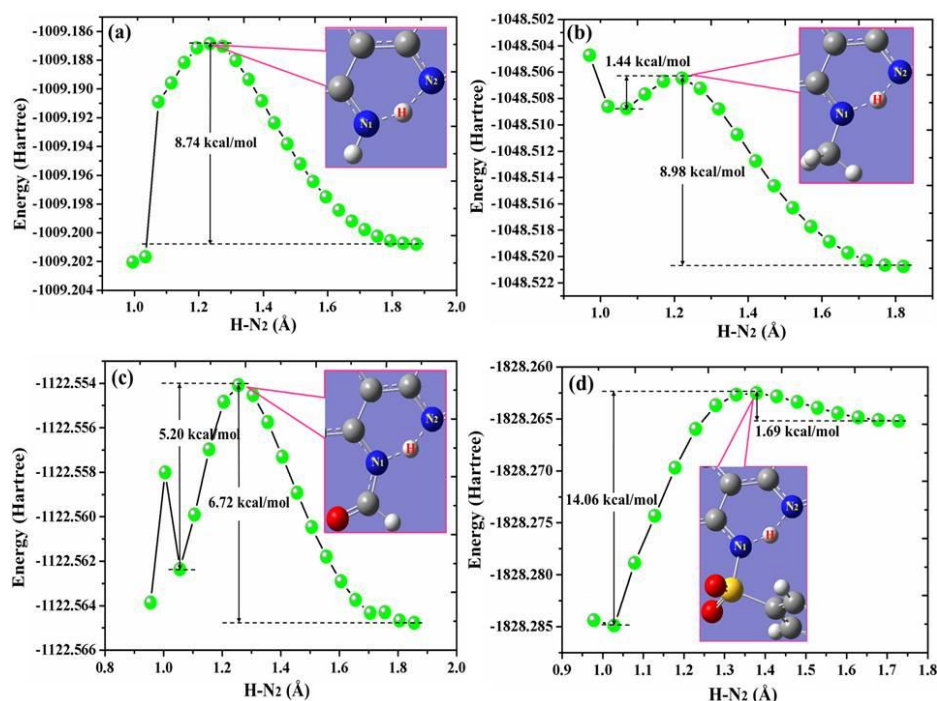 (a)
-1009.186
-1009.188
-1009.190
-1009.192
-1009.194
-1009.196
-1009.198
-1009.200
-1009.202
-1009.204
Energy (Hartree)
8.74 kcal/mol
N2
H
N1
1.0 1.2 1.4 1.6 1.8 2.0
H-N2 (Å)
(b)
-1048.502
-1048.504
-1048.506
-1048.508
-1048.510
-1048.512
-1048.514
-1048.516
-1048.518
-1048.520
-1048.522
Energy (Hartree)
1.44 kcal/mol
8.98 kcal/mol
N2
H
N1
1.0 1.2 1.4 1.6 1.8
H-N2 (Å)
(c)
-1122.554
-1122.556
-1122.558
-1122.560
-1122.562
-1122.564
-1122.566
Energy (Hartree)
5.20 kcal/mol
6.72 kcal/mol
N2
H
N1
1.0 1.2 1.4 1.6 1.8 2.0
H-N2 (Å)
(d)
-1828.260
-1828.265
-1828.270
-1828.275
-1828.280
-1828.285
Energy (Hartree)
1.69 kcal/mol
14.06 kcal/mol
N2
H
N1
0.9 1.0 1.1 1.2 1.3 1.4 1.5 1.6 1.7 1.8
H-N2 (Å)